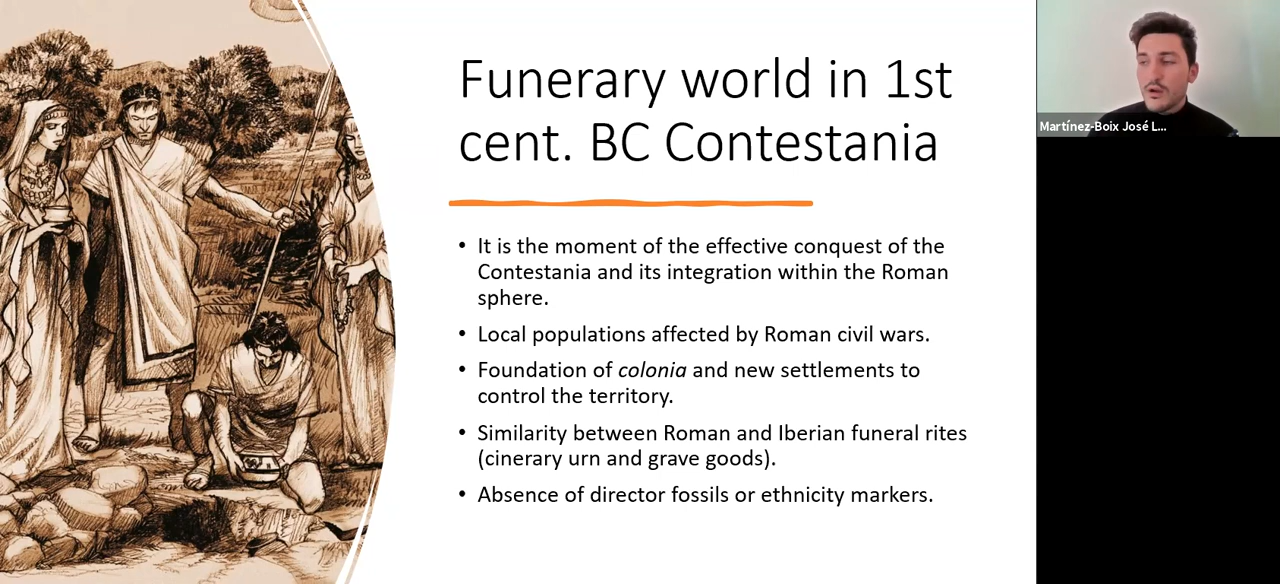 Funerary world in 1st
cent. BC Contestania
• It is the moment of the effective conquest of the
Contestania and its integration within the Roman
sphere.
• Local populations affected by Roman civil wars.
• Foundation of colonia and new settlements to
control the territory.
• Similarity between Roman and Iberian funeral rites
(cinerary urn and grave goods).
• Absence of director fossils or ethnicity markers.
Martínez-Boix José L...